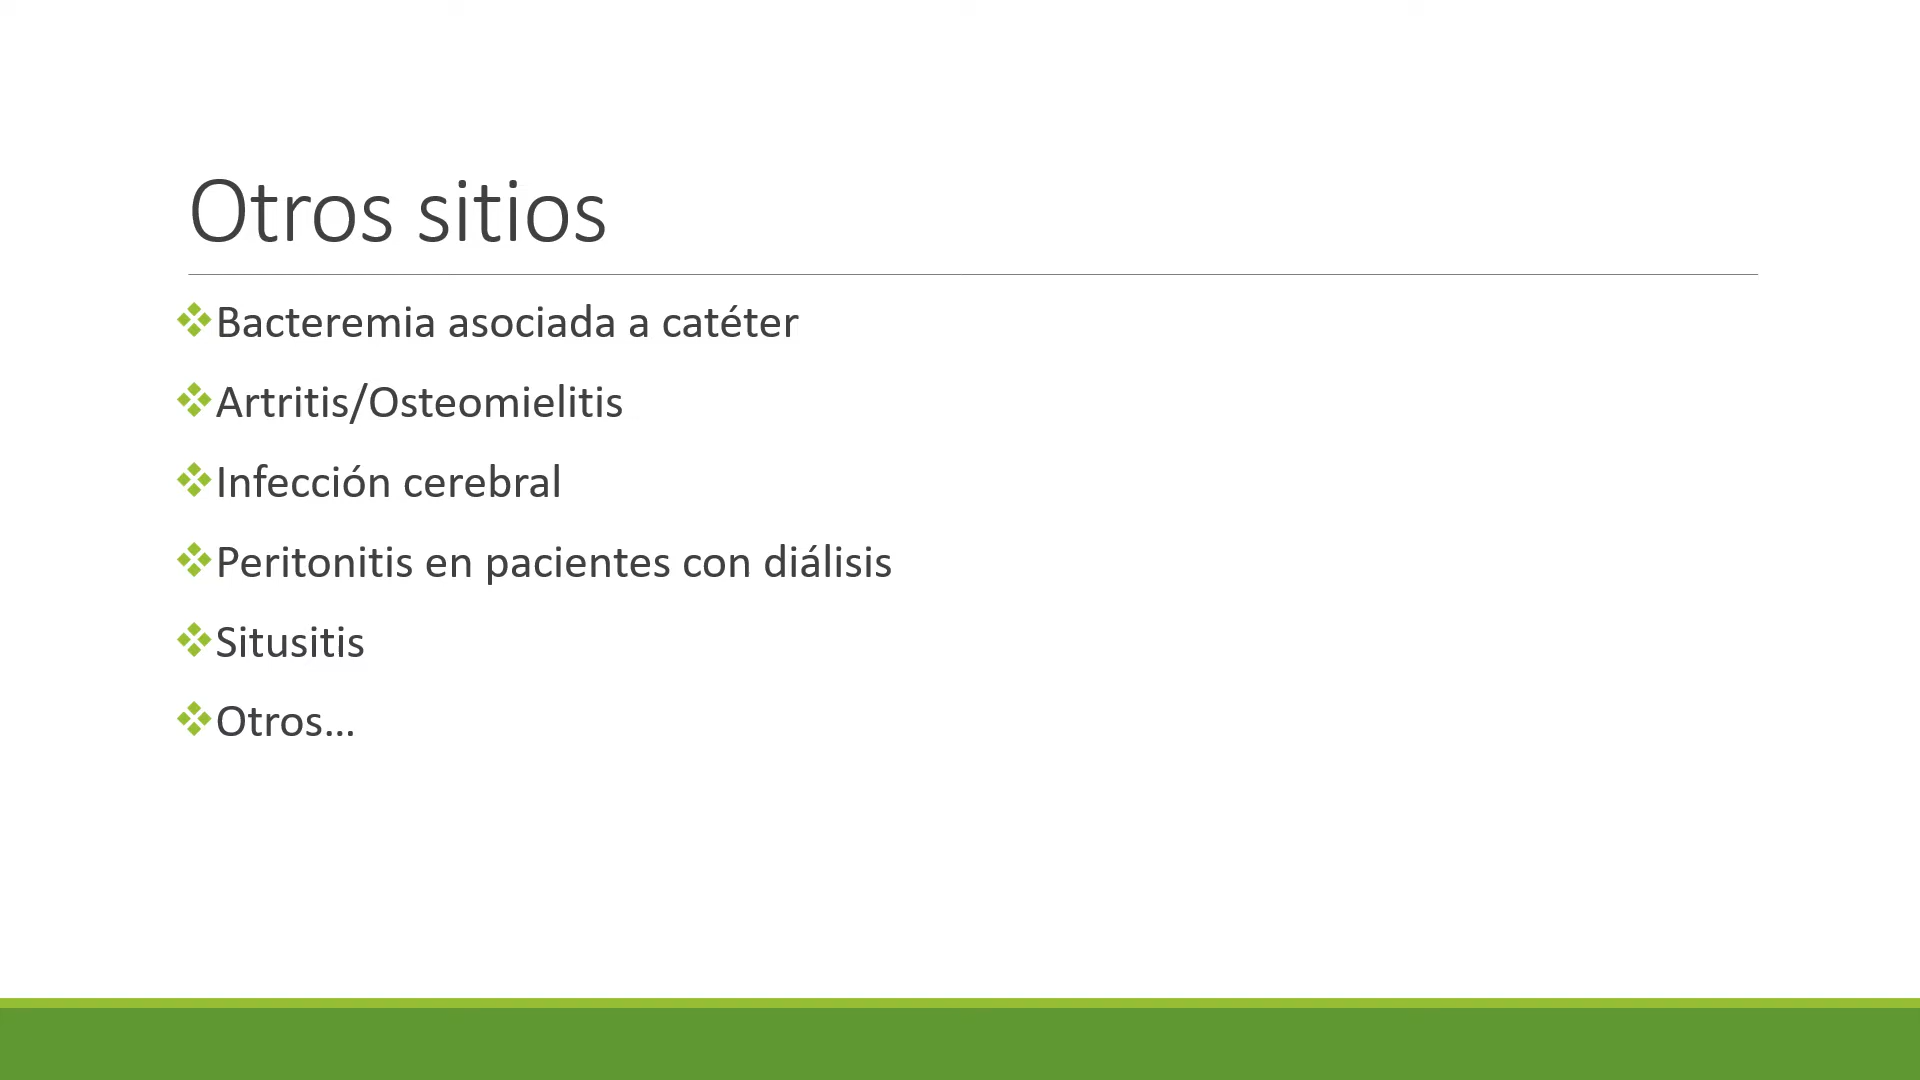 Otros sitios
Bacteremia asociada a catéter
Artritis/Osteomielitis
Infección cerebral
Peritonitis en pacientes con diálisis
Situsitis
Otros...